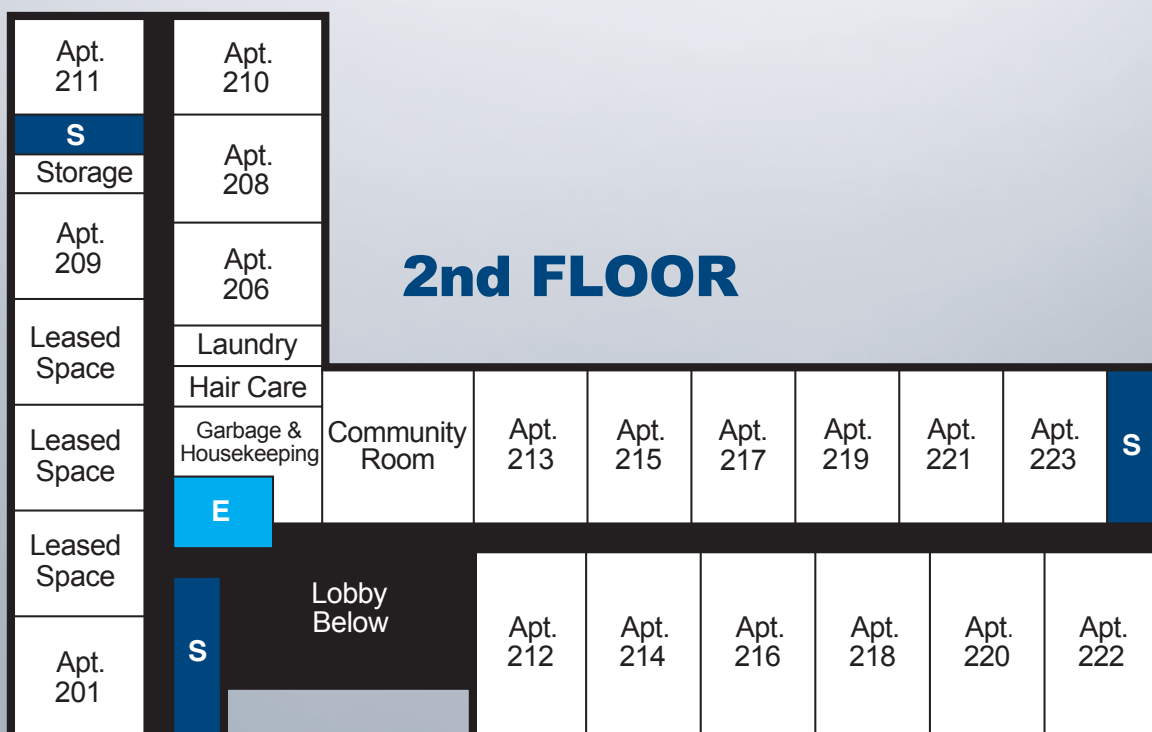 Apt.
211
S
Storage
Apt.
209
Leased
Space
Leased
Space
Leased
Space
Apt.
201
Apt.
210
Apt.
208
Apt.
206
Laundry
Hair Care
Garbage &
Housekeeping
E
S
2nd FLOOR
Community
Room
Apt.
213
Apt.
215
Apt.
217
Apt.
219
Apt.
221
Apt.
223
S
Lobby
Below
Apt.
212
Apt.
214
Apt.
216
Apt.
218
Apt.
220
Apt.
222